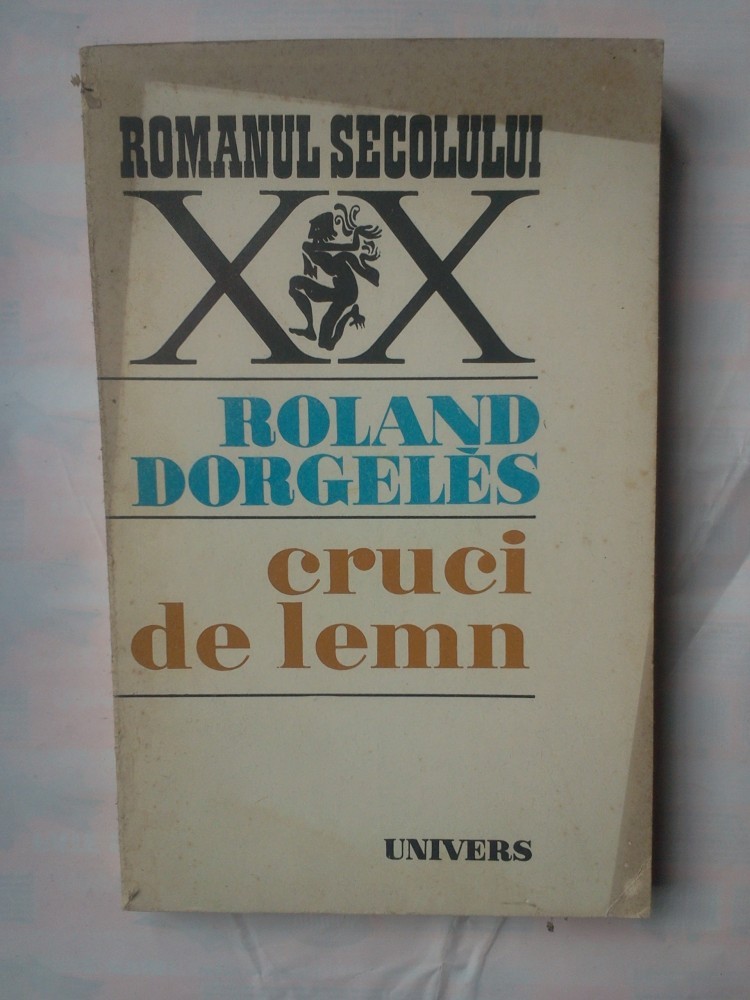 ROMANUL SECOLULUI
XX
ROLAND
DORGELÈS
cruci
de lemn
UNIVERS